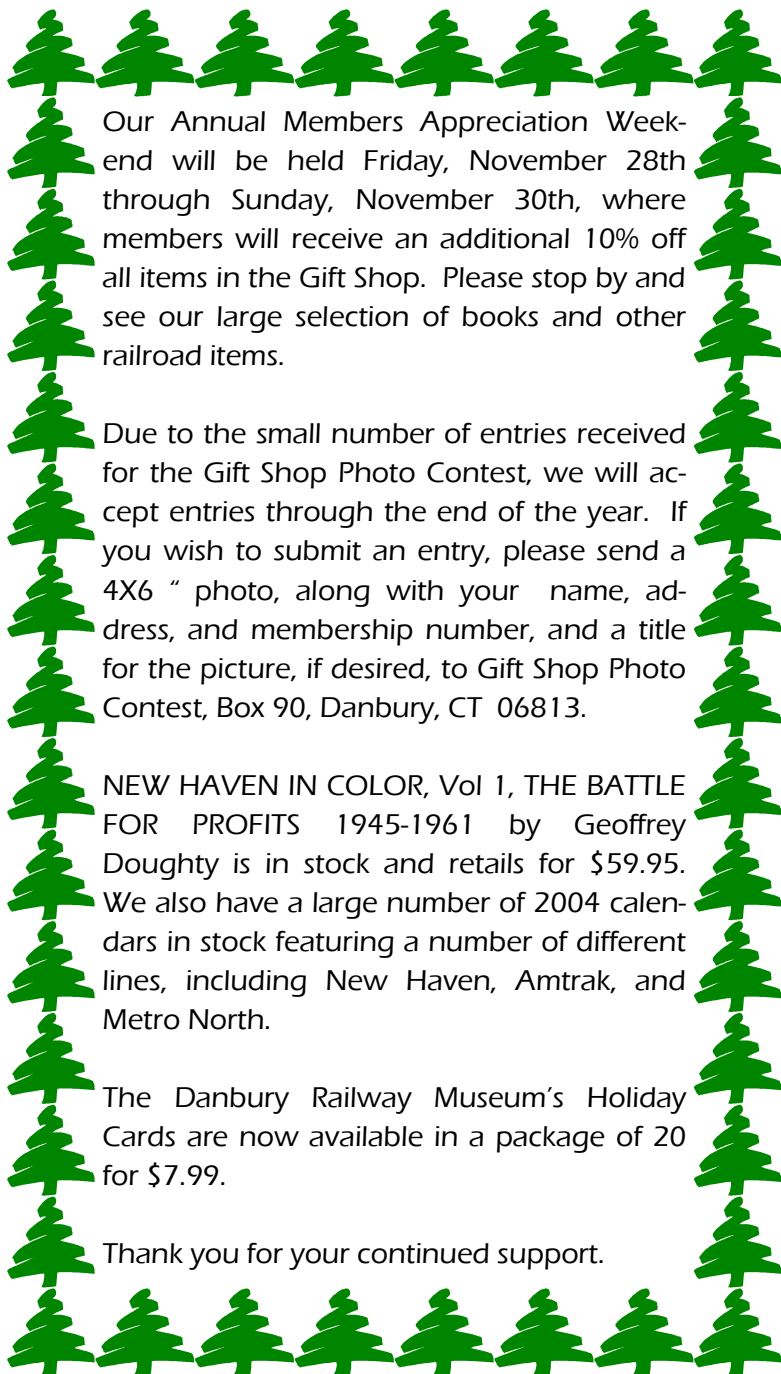 Our Annual Members Appreciation Week-
end will be held Friday, November 28th
through Sunday, November 30th, where
members will receive an additional 10% off
all items in the Gift Shop.  Please stop by and
see our large selection of books and other
railroad items.
Due to the small number of entries received
for the Gift Shop Photo Contest, we will ac-
cept entries through the end of the year.  If
you wish to submit an entry, please send a
4X6 “ photo, along with your  name, ad-
dress, and membership number, and a title
for the picture, if desired, to Gift Shop Photo
Contest, Box 90, Danbury, CT  06813.
NEW HAVEN IN COLOR, Vol 1, THE BATTLE
FOR PROFITS 1945-1961 by Geoffrey
Doughty is in stock and retails for $59.95.
We also have a large number of 2004 calen-
dars in stock featuring a number of different
lines, including New Haven, Amtrak, and
Metro North.
The Danbury Railway Museum’s Holiday
Cards are now available in a package of 20
for $7.99.
Thank you for your continued support.